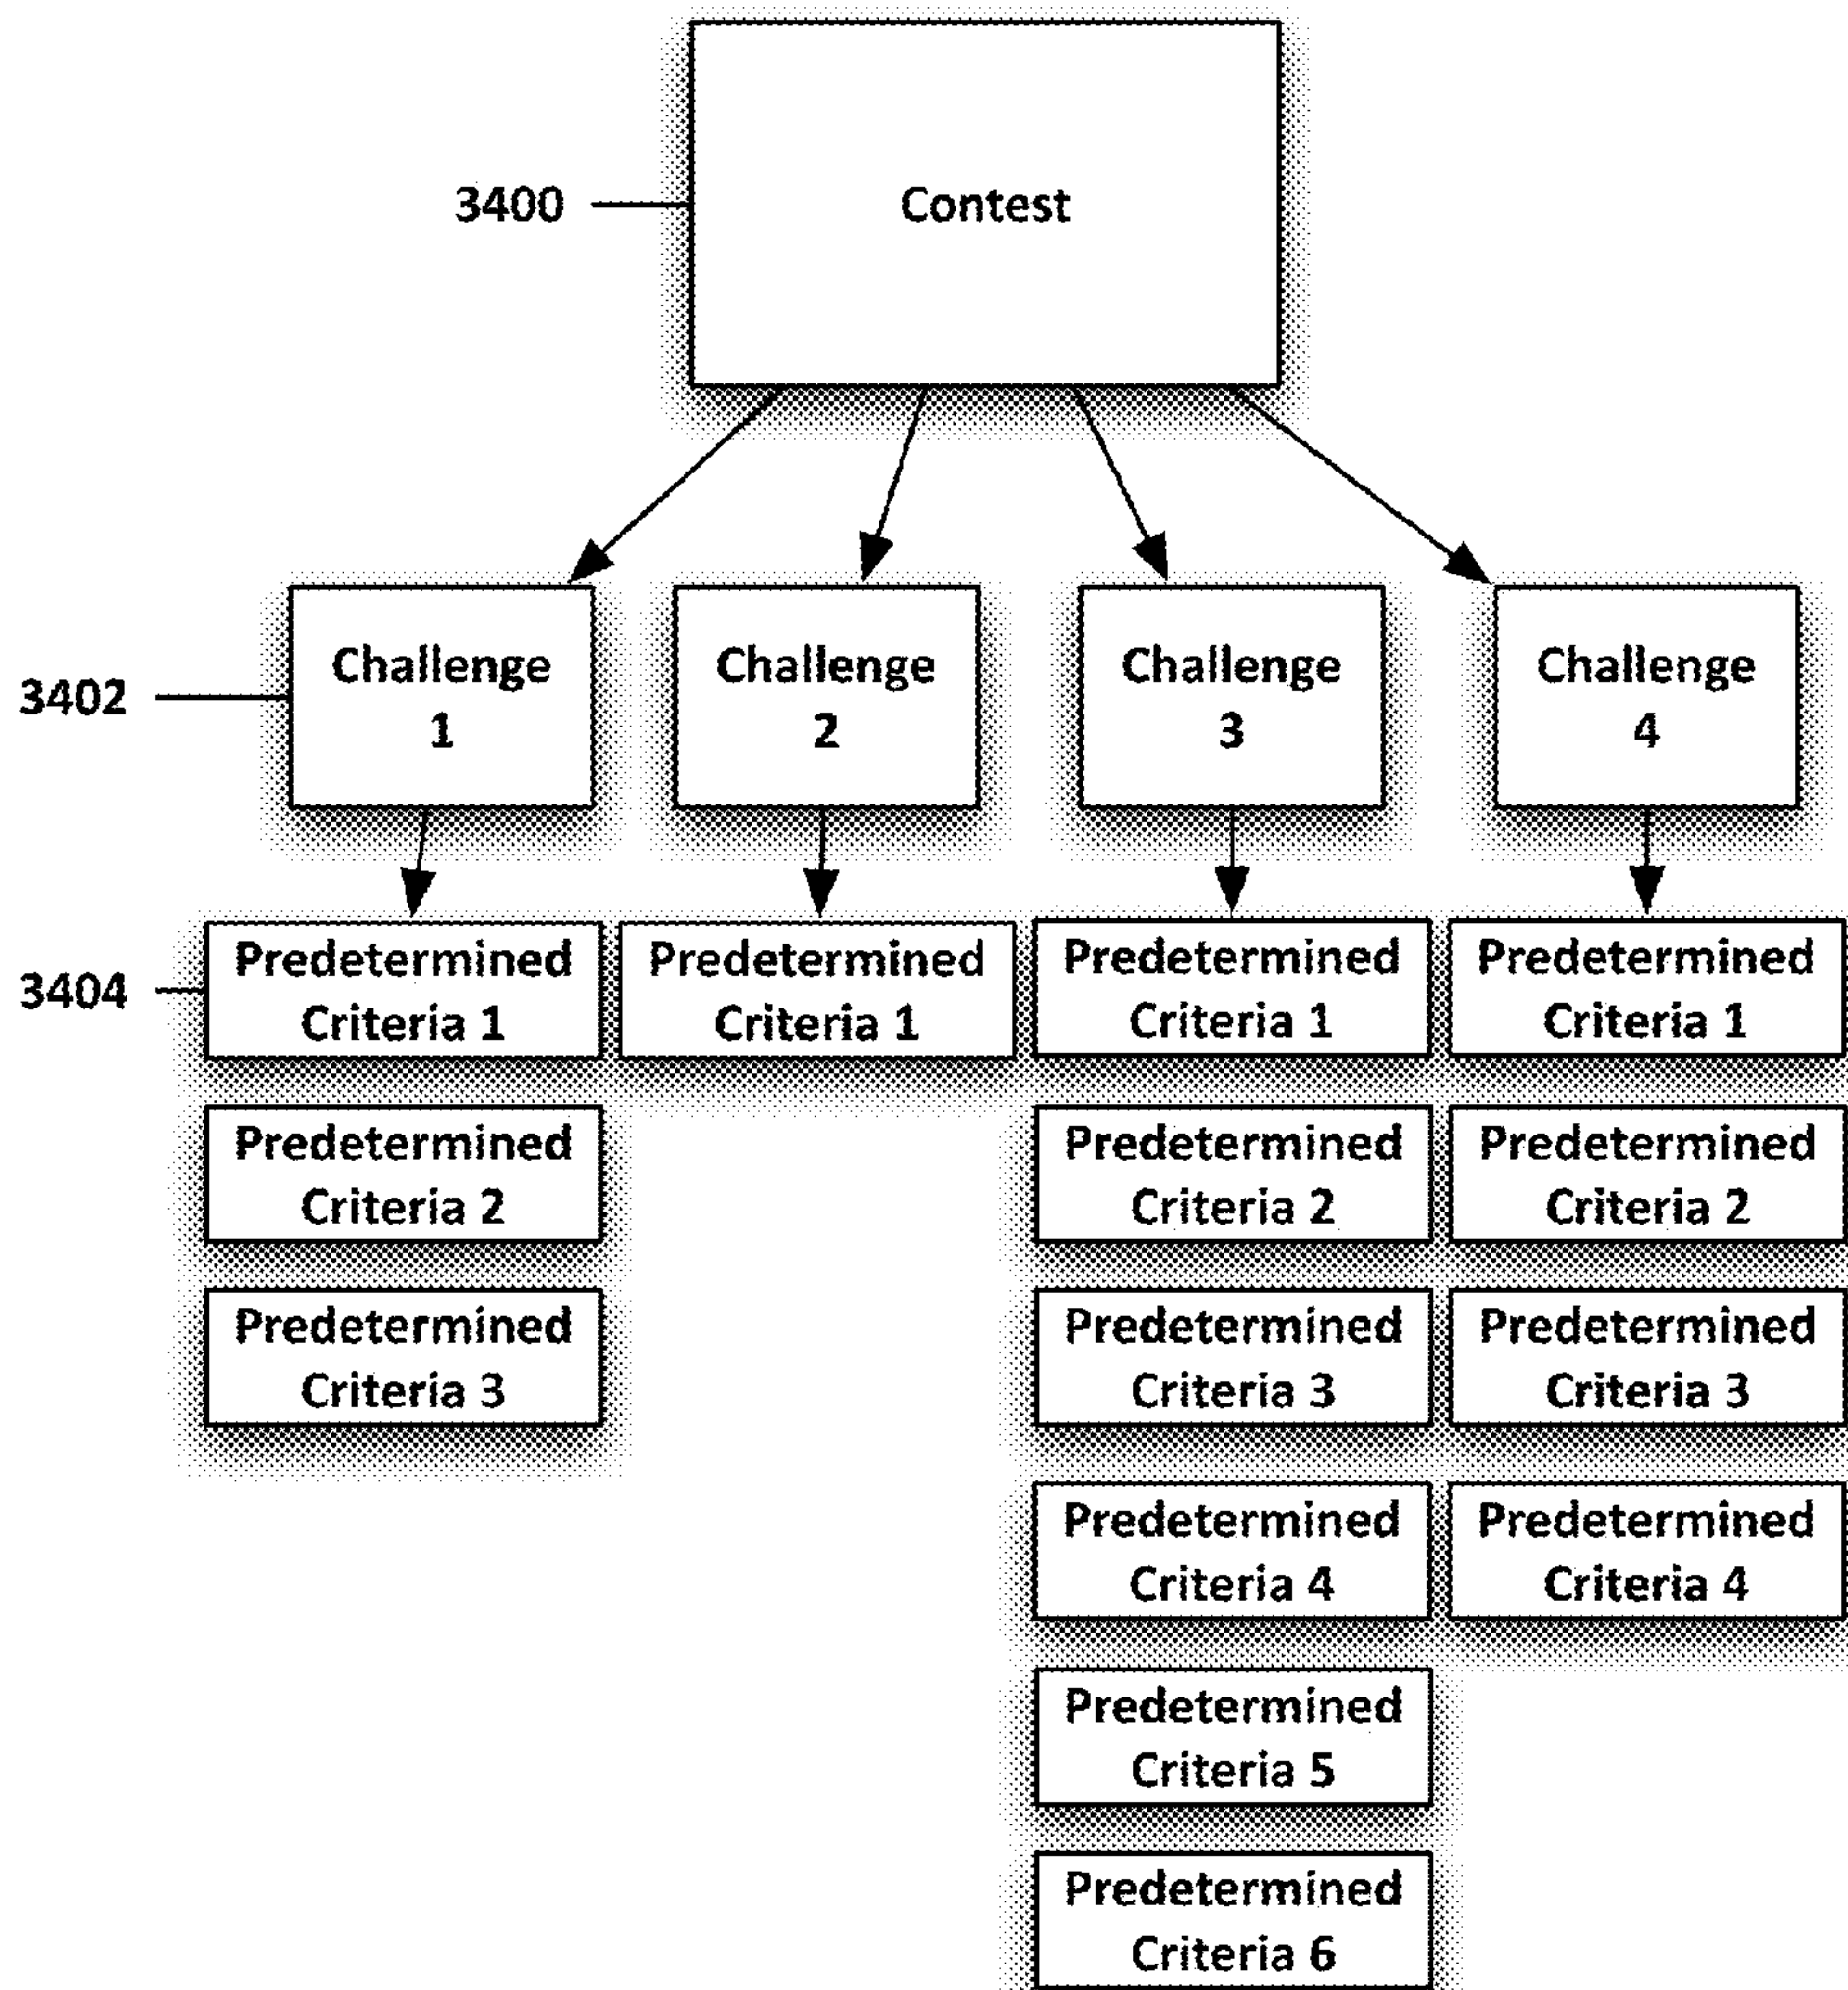 3400
Contest
3402
Challenge
1
Challenge
2
Challenge
3
Challenge
4
3404
Predetermined
Criteria 1
Predetermined
Criteria 1
Predetermined
Criteria 1
Predetermined
Criteria 1
Predetermined
Criteria 2
Predetermined
Criteria 2
Predetermined
Criteria 2
Predetermined
Criteria 3
Predetermined
Criteria 3
Predetermined
Criteria 3
Predetermined
Criteria 4
Predetermined
Criteria 4
Predetermined
Criteria 5
Predetermined
Criteria 6